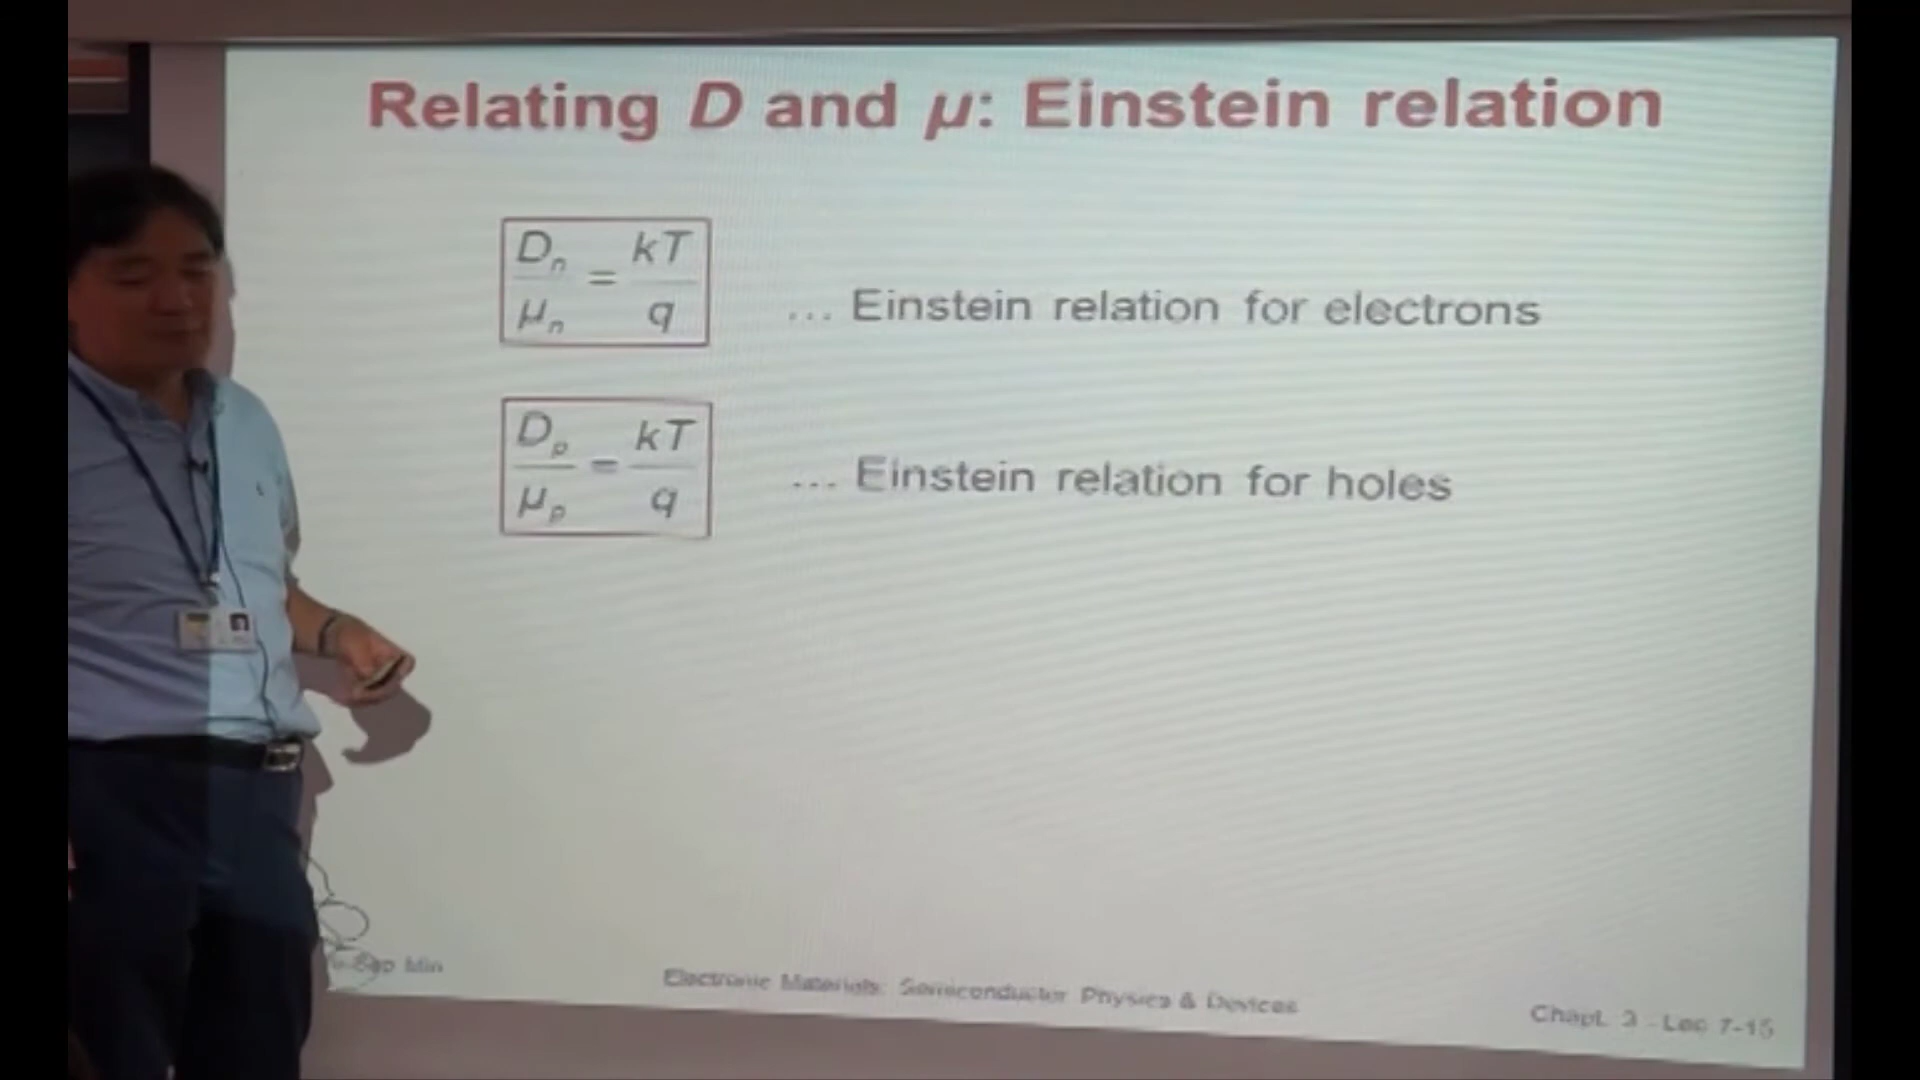 Relating D and μ: Einstein relation
Dₙ/μₙ = kT/q ... Einstein relation for electrons
Dₚ/μₚ = kT/q ... Einstein relation for holes
Min
Electronic Materials: Semiconductor Physics & Devices
Chapt. 3 - Lec 7-15